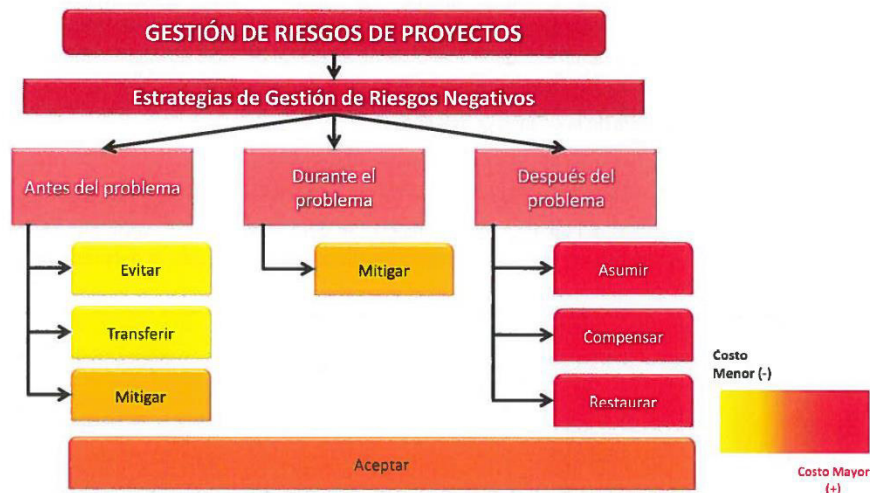 GESTIÓN DE RIESGOS DE PROYECTOS
Estrategias de Gestión de Riesgos Negativos
Antes del problema
Durante el
problema
Después del
problema
Evitar
Mitigar
Asumir
Transferir
Compensar
Mitigar
Restaurar
Aceptar
Costo
Menor (-)
Costo Mayor
(+)